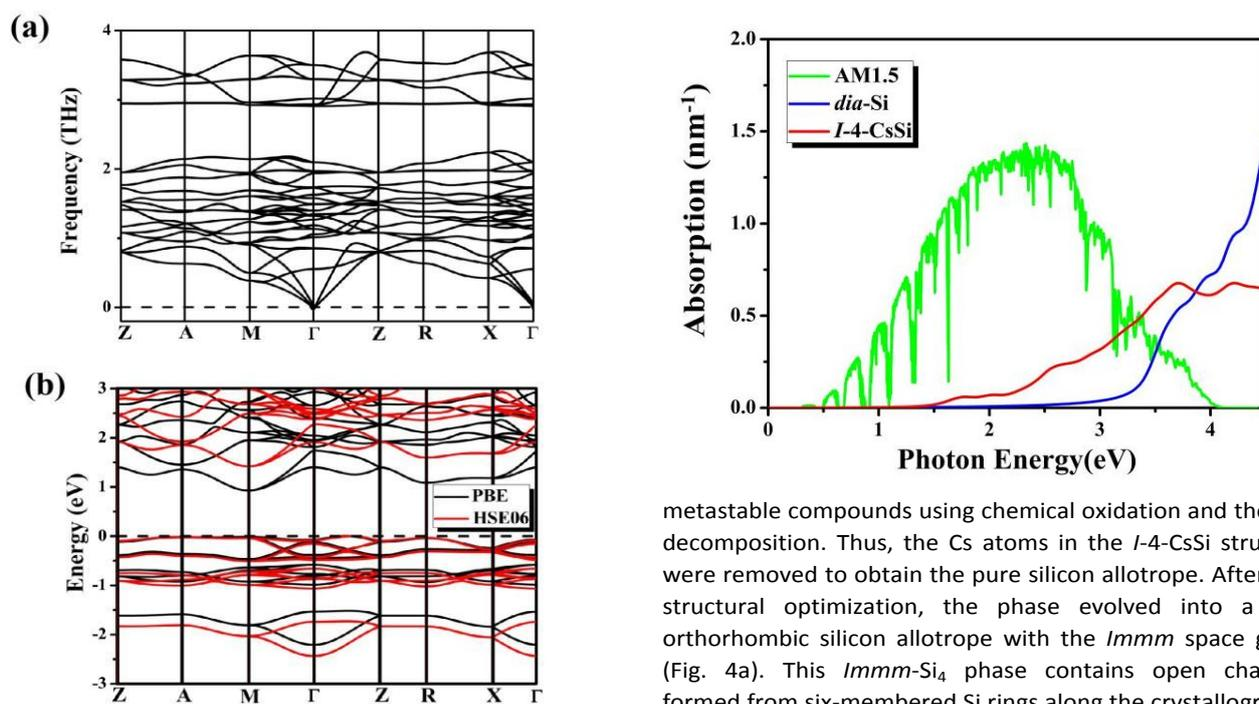 (a)
4
2
0
Frequency (THz)
Z A M Γ Z R X Γ
(b)
3
2
1
0
-1
-2
-3
Energy (eV)
PBE
HSE06
Z A M Γ Z R X Γ
2.0
1.5
1.0
0.5
0.0
Absorption (nm-1)
AM1.5
dia-Si
I-4-CsSi
0 1 2 3 4
Photon Energy(eV)
metastable compounds using chemical oxidation and the
decomposition. Thus, the Cs atoms in the I-4-CsSi stru
were removed to obtain the pure silicon allotrope. After
structural optimization, the phase evolved into a
orthorhombic silicon allotrope with the Immm space g
(Fig. 4a). This Immm-Si4 phase contains open cha
formed from six-membered Si rings along the crystallogr